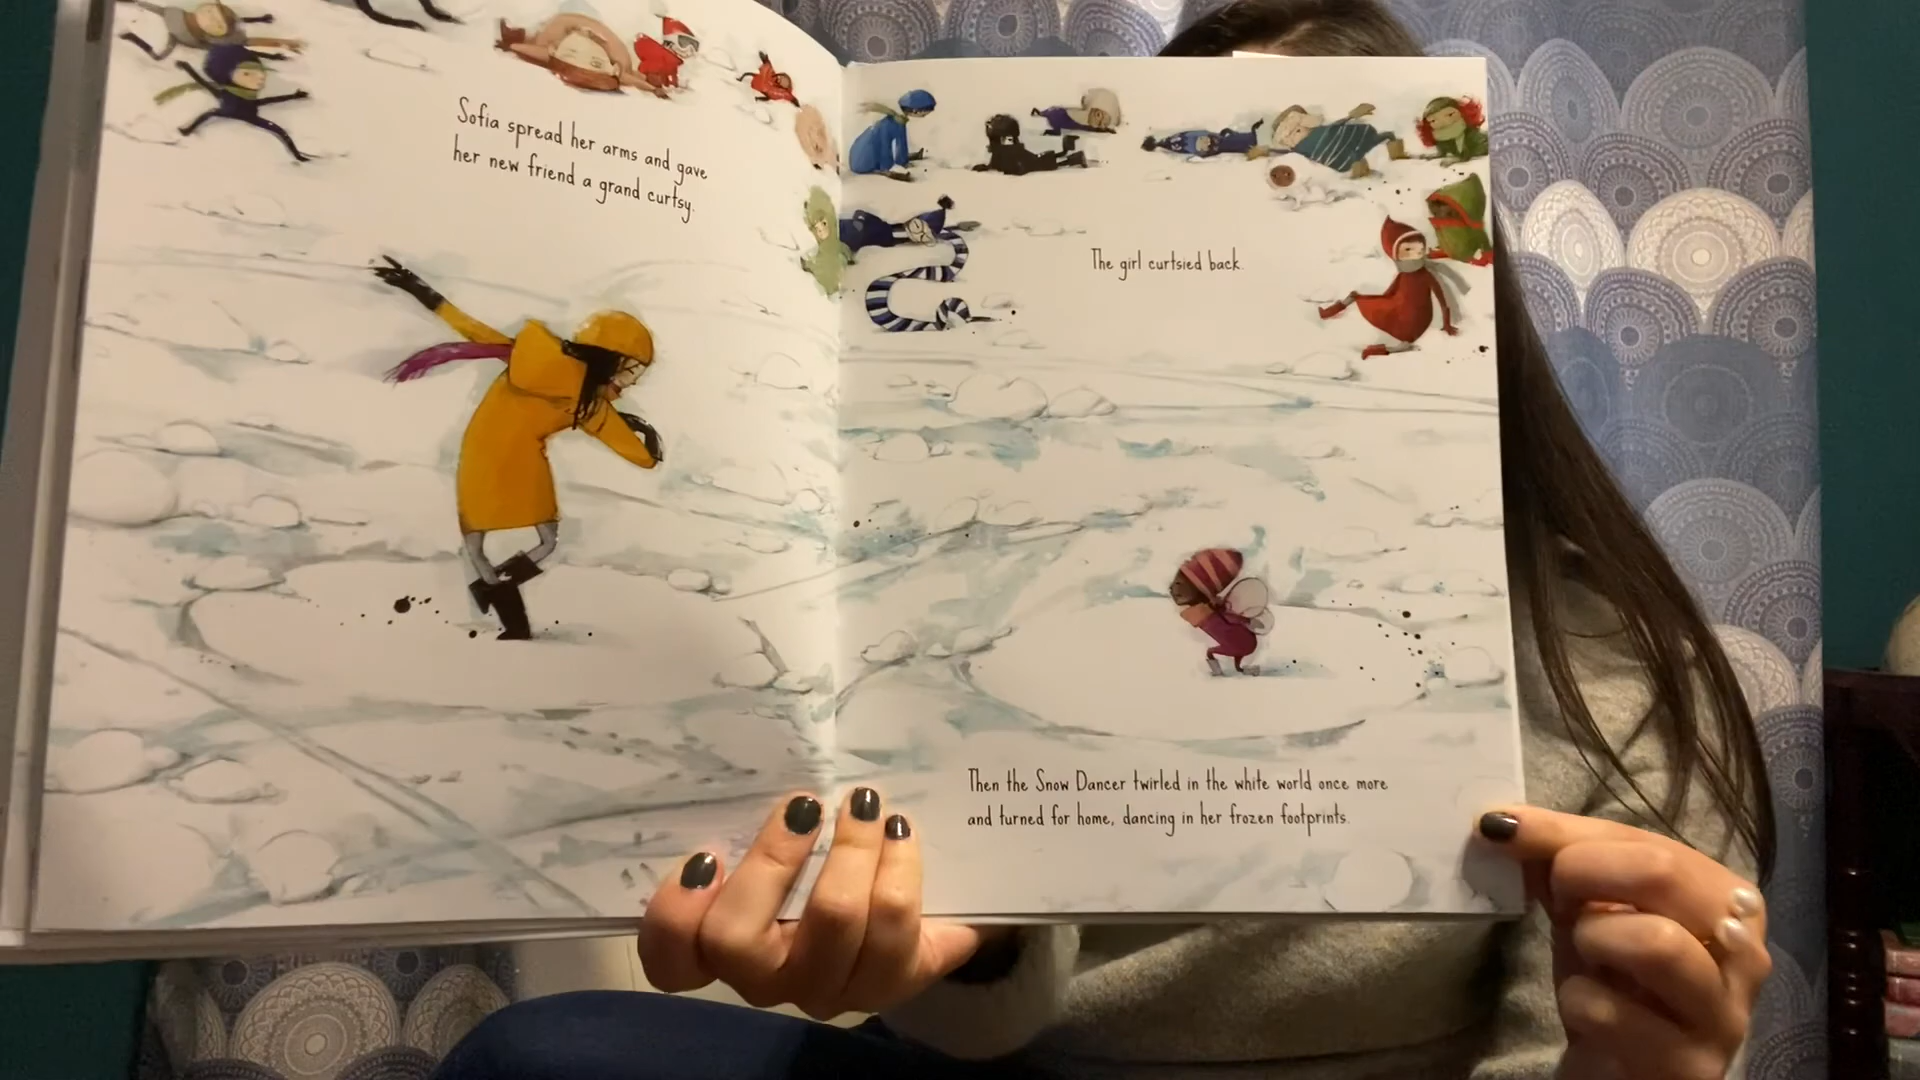 Sofia spread her arms and gave
her new friend a grand curtsy.
The girl curtsied back.
Then the Snow Dancer twirled in the white world once more
and turned for home, dancing in her frozen footprints.